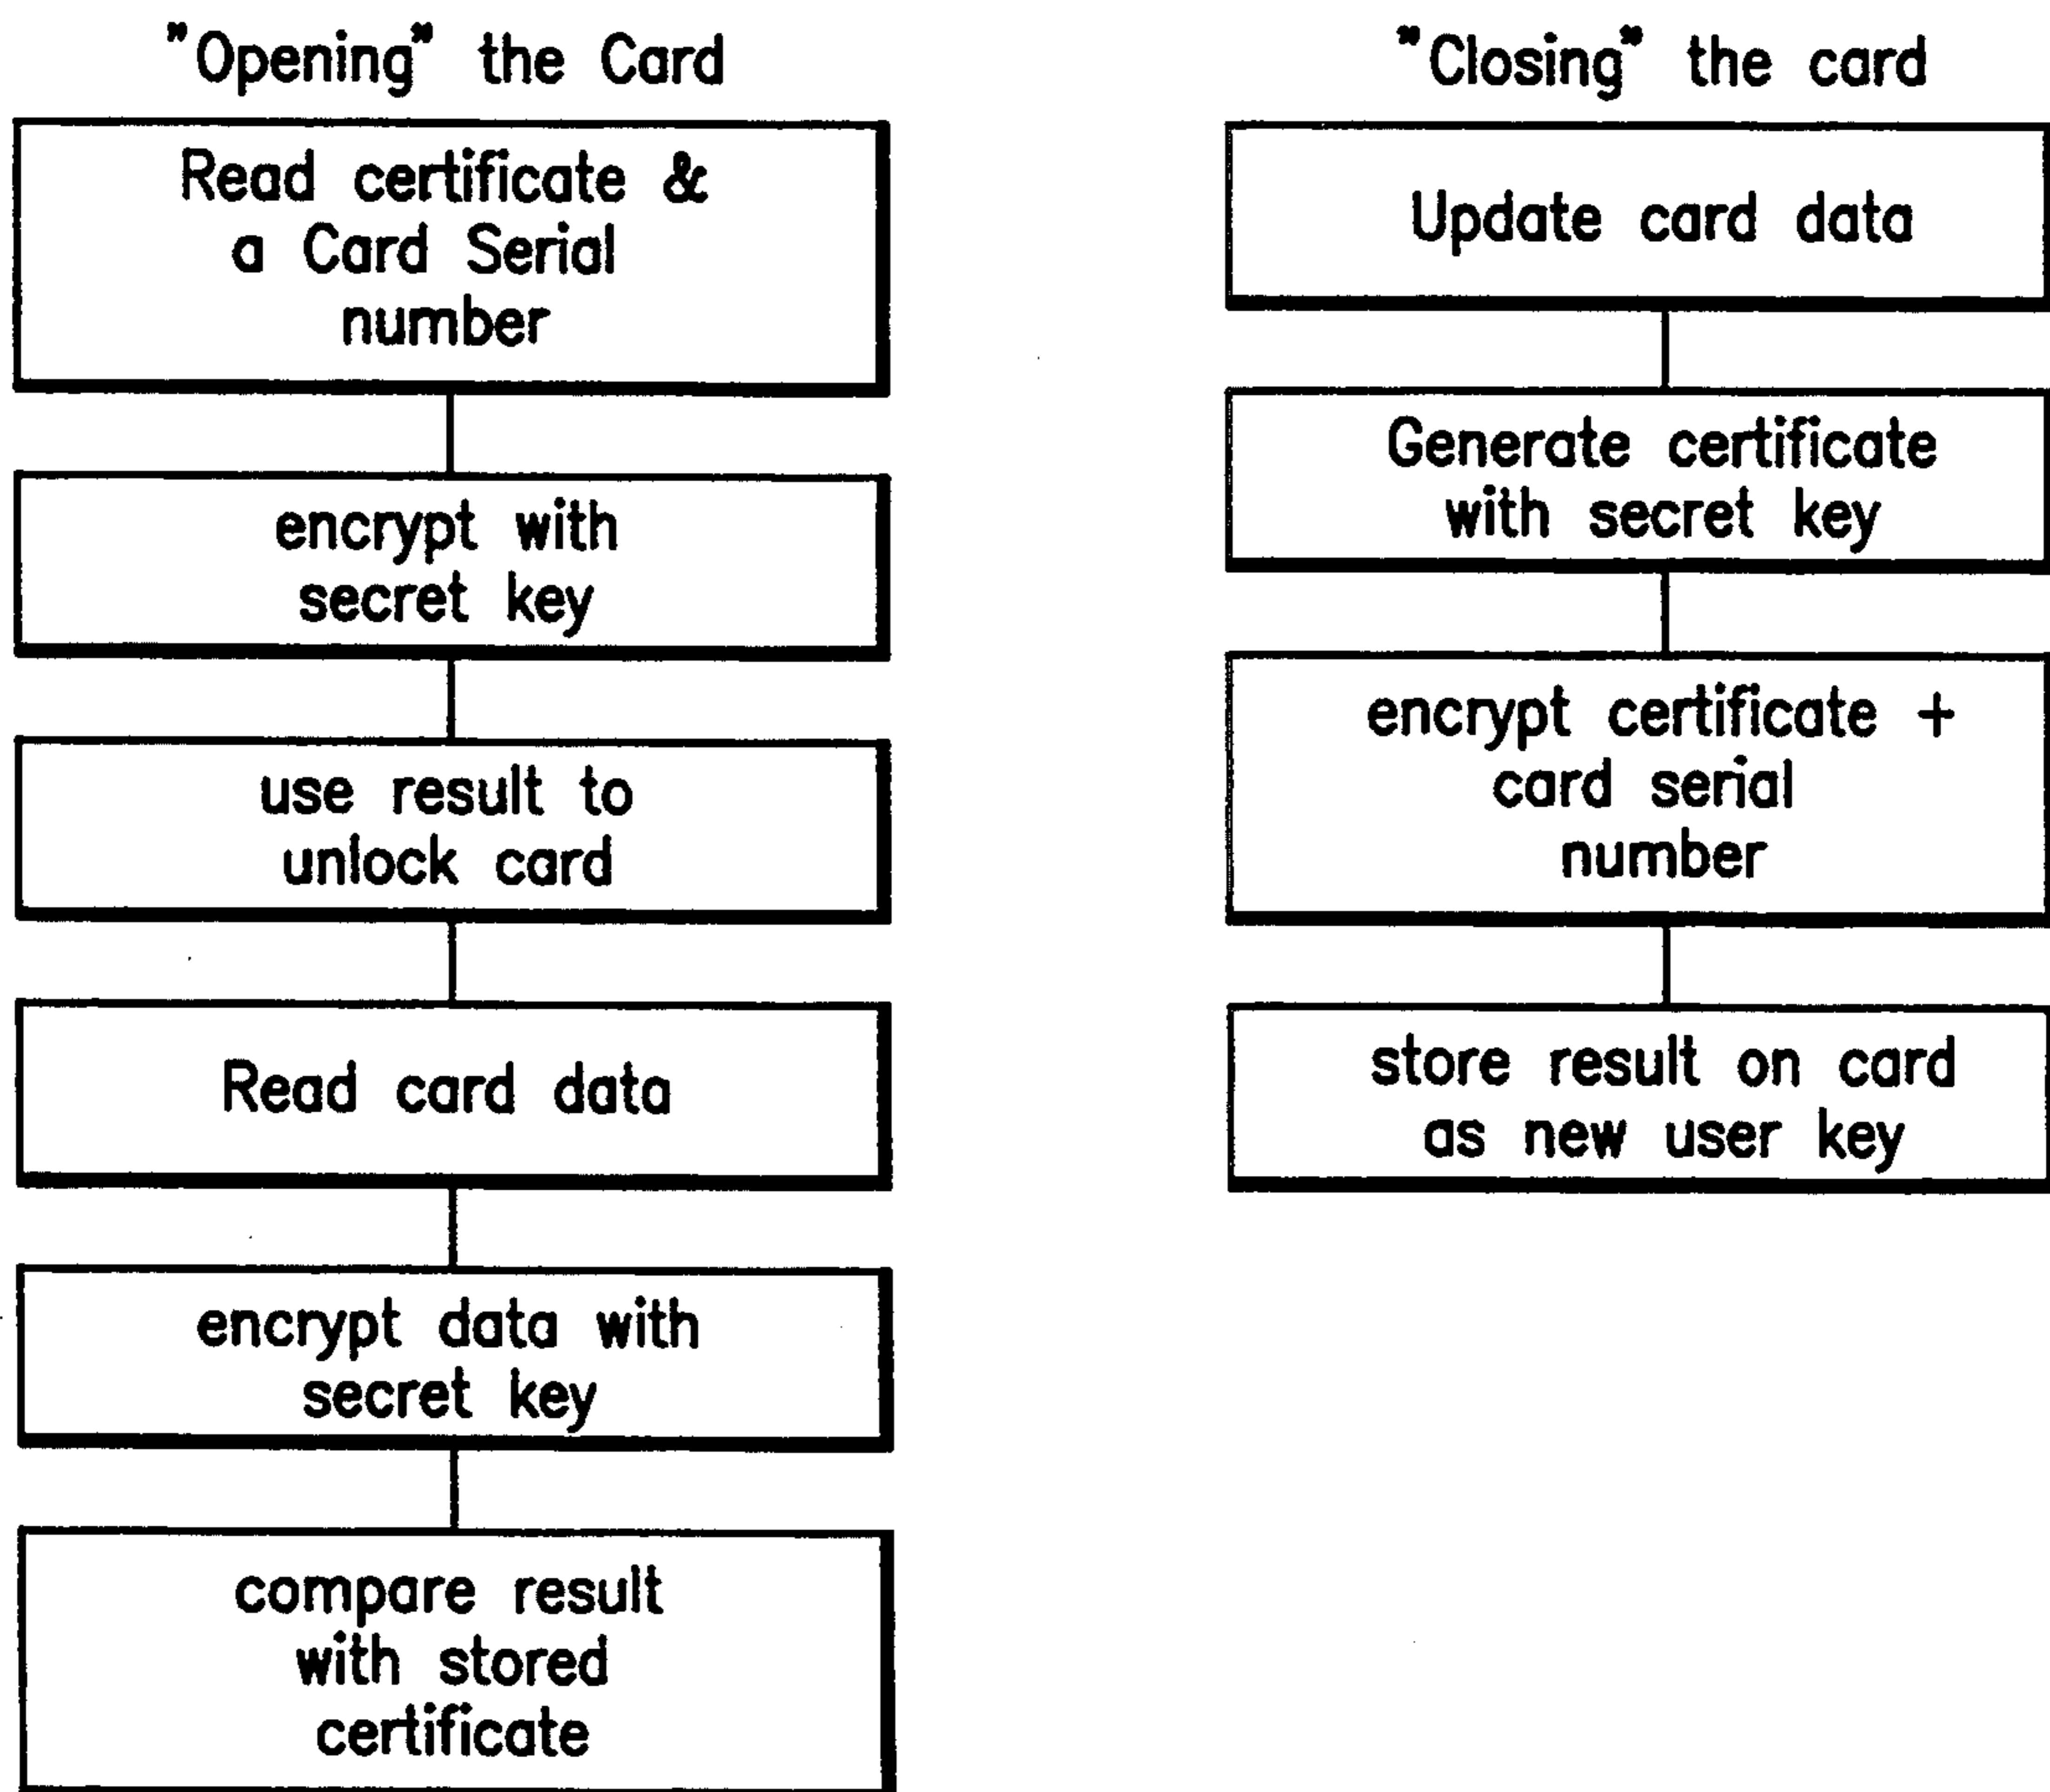 "Opening" the Card
Read certificate &
a Card Serial
number
encrypt with
secret key
use result to
unlock card
Read card data
encrypt data with
secret key
compare result
with stored
certificate
"Closing" the card
Update card data
Generate certificate
with secret key
encrypt certificate +
card serial
number
store result on card
as new user key